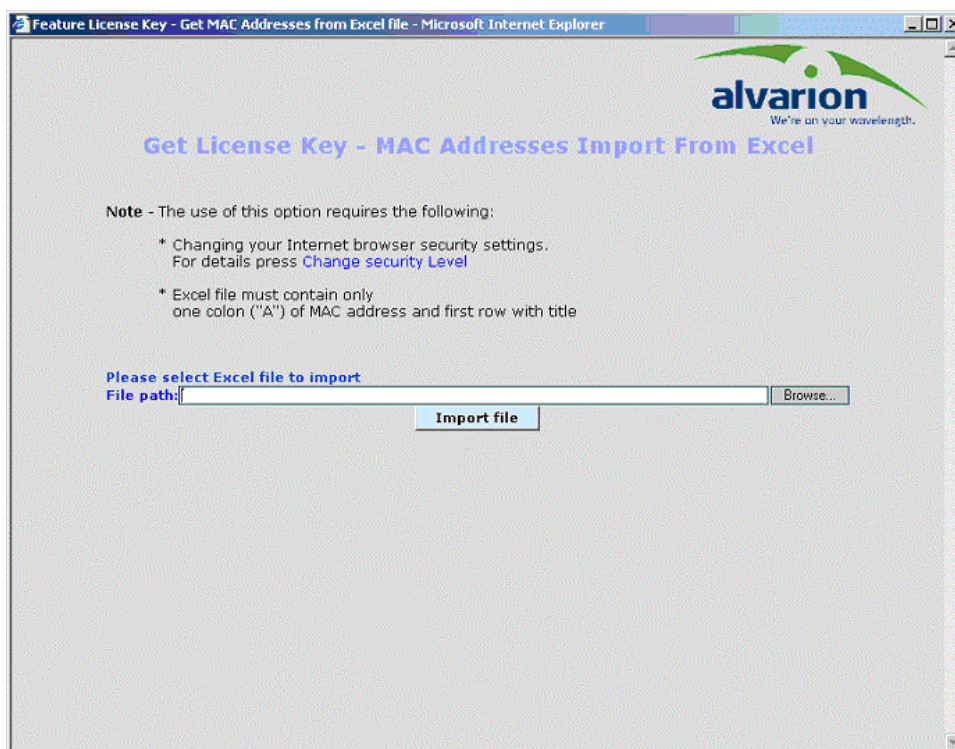 Feature License Key - Get MAC Addresses from Excel file - Microsoft Internet Explorer
alvarion
We're on your wavelength.
Get License Key - MAC Addresses Import From Excel
Note - The use of this option requires the following:
* Changing your Internet browser security settings.
For details press Change security Level
* Excel file must contain only
one colon ("A") of MAC address and first row with title
Please select Excel file to import
File path:
Browse...
Import file